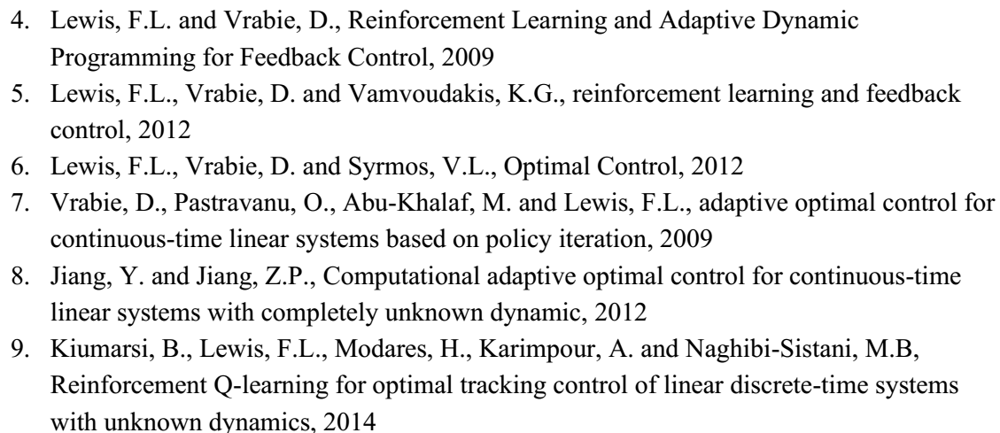 4. Lewis, F.L. and Vrabie, D., Reinforcement Learning and Adaptive Dynamic
Programming for Feedback Control, 2009
5. Lewis, F.L., Vrabie, D. and Vamvoudakis, K.G., reinforcement learning and feedback
control, 2012
6. Lewis, F.L., Vrabie, D. and Syrmos, V.L., Optimal Control, 2012
7. Vrabie, D., Pastravanu, O., Abu-Khalaf, M. and Lewis, F.L., adaptive optimal control for
continuous-time linear systems based on policy iteration, 2009
8. Jiang, Y. and Jiang, Z.P., Computational adaptive optimal control for continuous-time
linear systems with completely unknown dynamic, 2012
9. Kiumarsi, B., Lewis, F.L., Modares, H., Karimpour, A. and Naghibi-Sistani, M.B,
Reinforcement Q-learning for optimal tracking control of linear discrete-time systems
with unknown dynamics, 2014